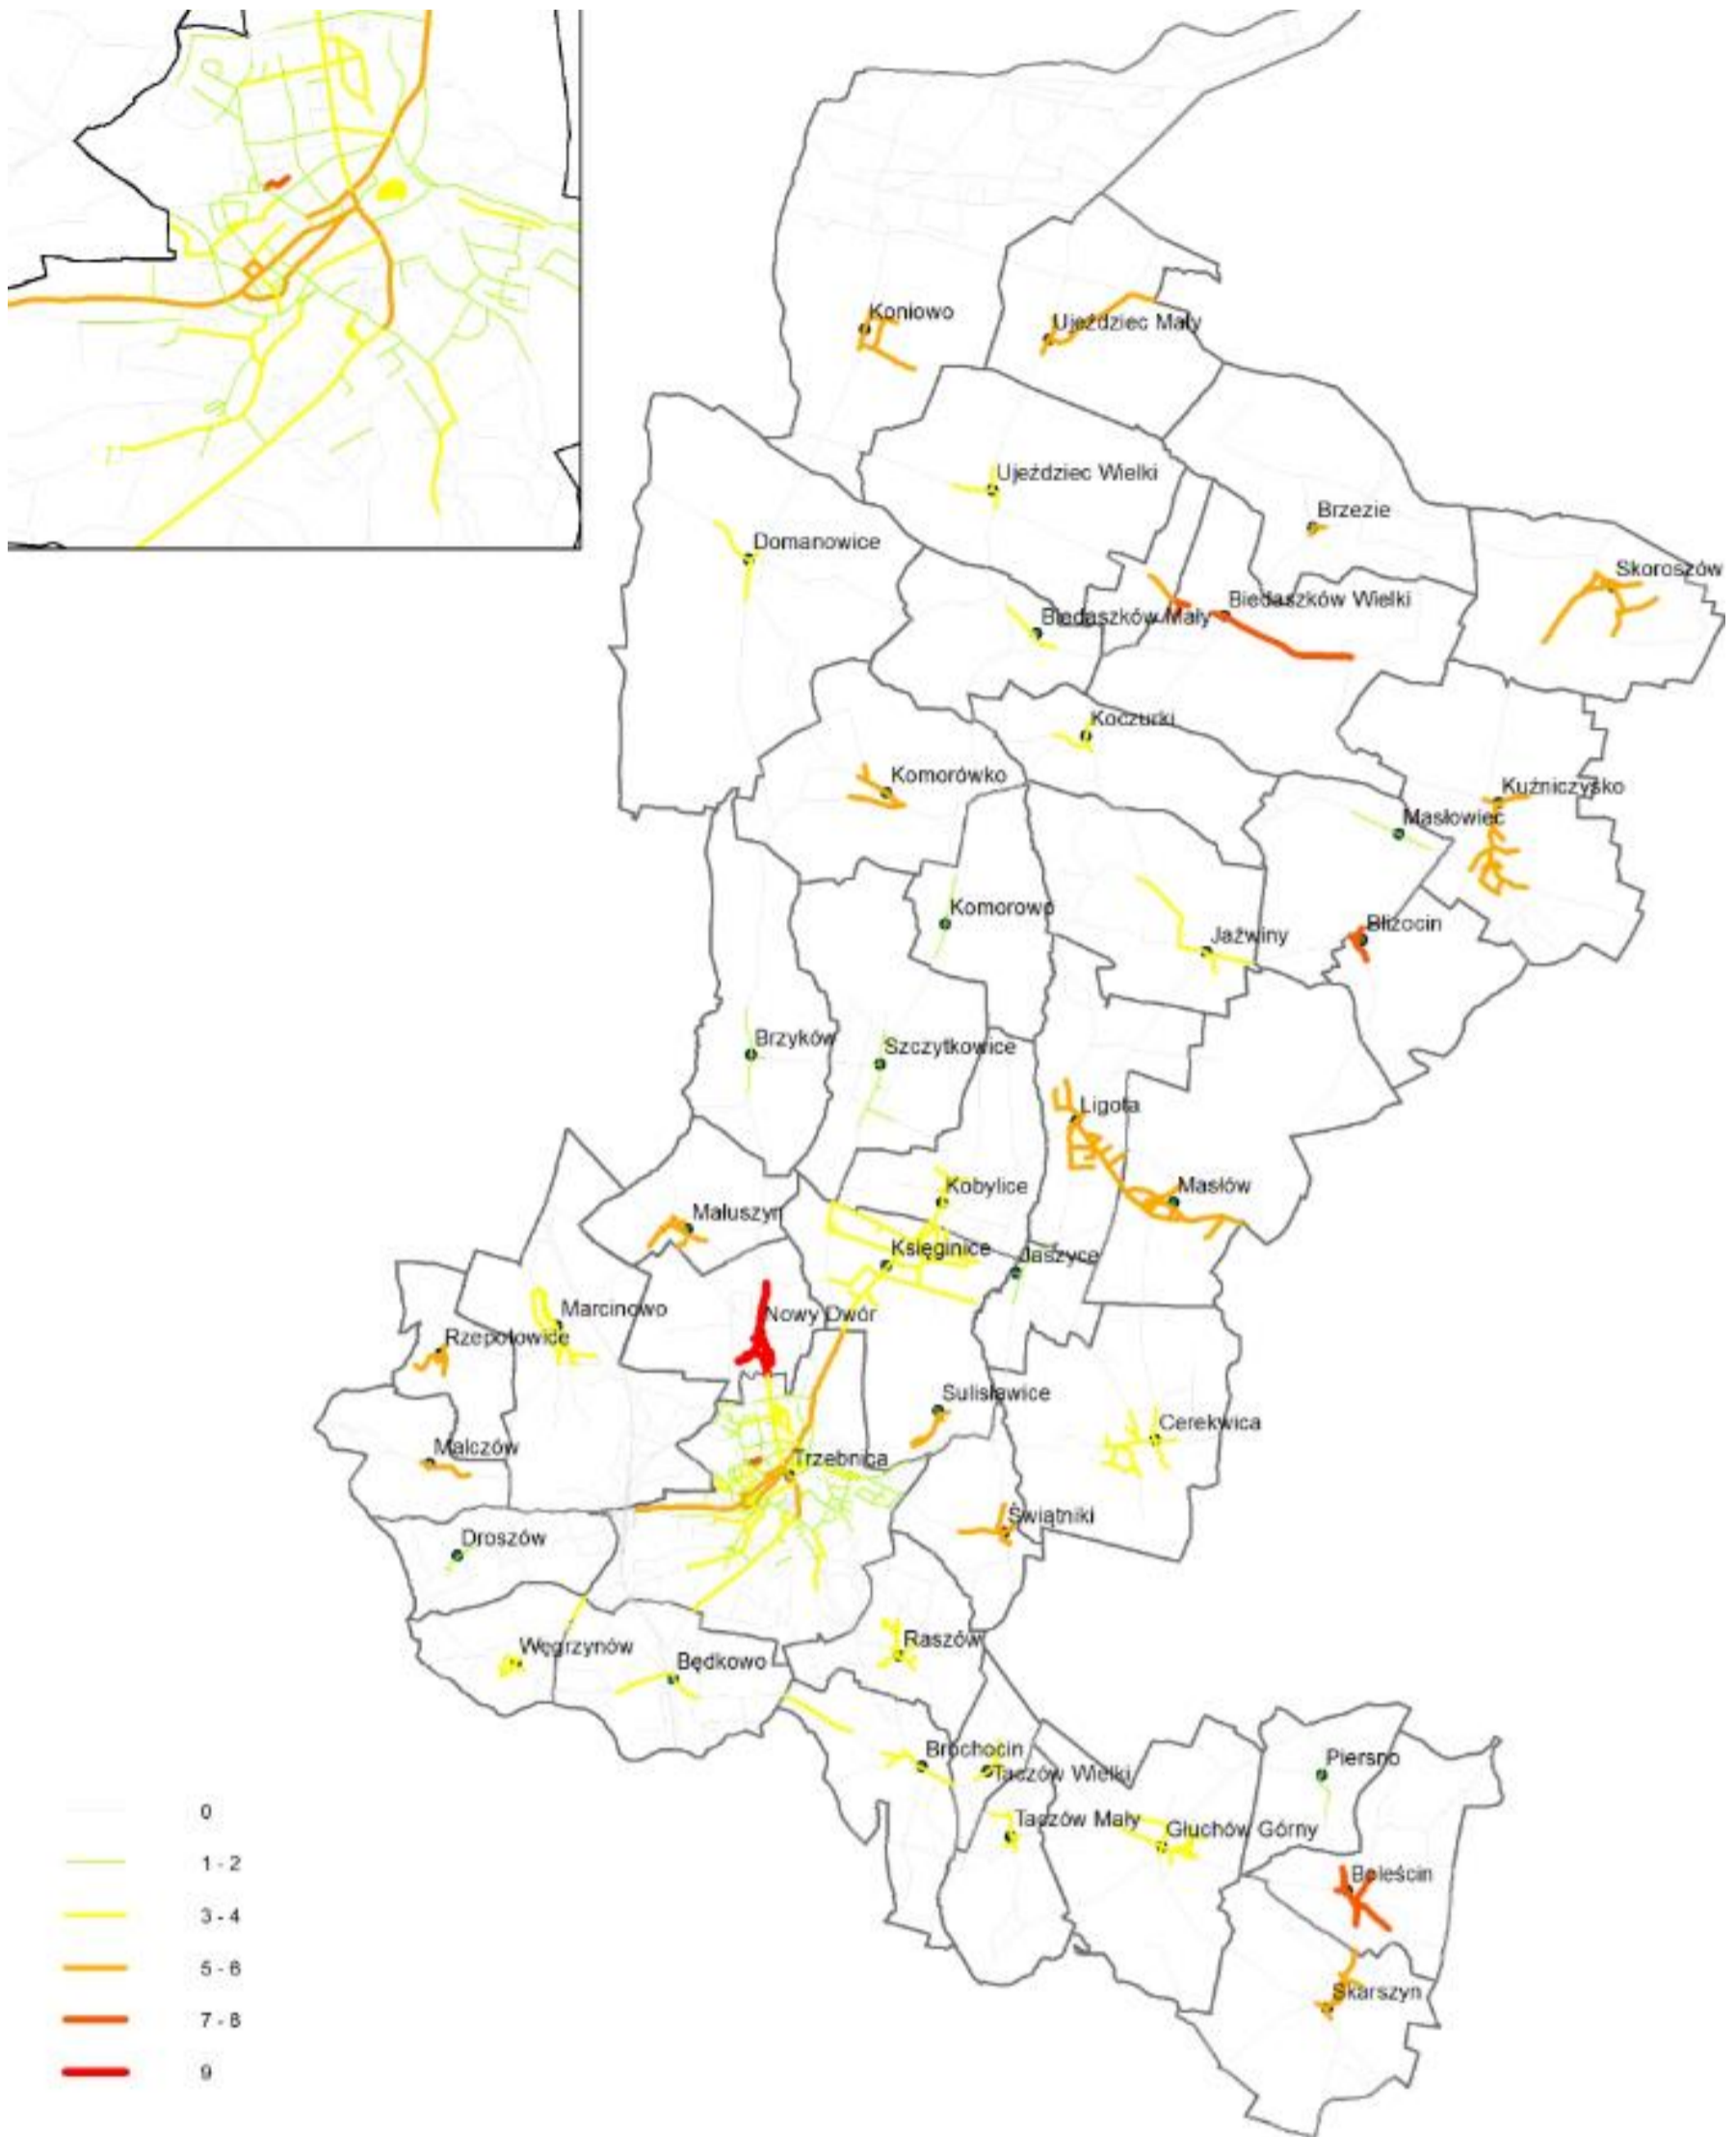 Koniowo
Ujeździec Mały
Ujeździec Wielki
Brzezie
Domanowice
Skoroszów
Biedaszków Wielki
Biedaszków Mały
Koczurki
Komorówko
Kuźniczysko
Masłowiec
Komorowo
Blizocin
Jaźwiny
Brzyków
Szczytkowice
Ligota
Kobylice
Masłów
Małuszyn
Księginice
Jaszyce
Marcinowo
Nowy Dwór
Rzepotowice
Sulisławice
Cerekwica
Malczów
Trzebnica
Świątniki
Droszów
Raszów
Węgrzynów
Będkowo
Brochocin
Piersno
Taczów Wielki
Taczów Mały
Głuchów Górny
Boleścin
Skarszyn
0
1 - 2
3 - 4
5 - 6
7 - 8
9